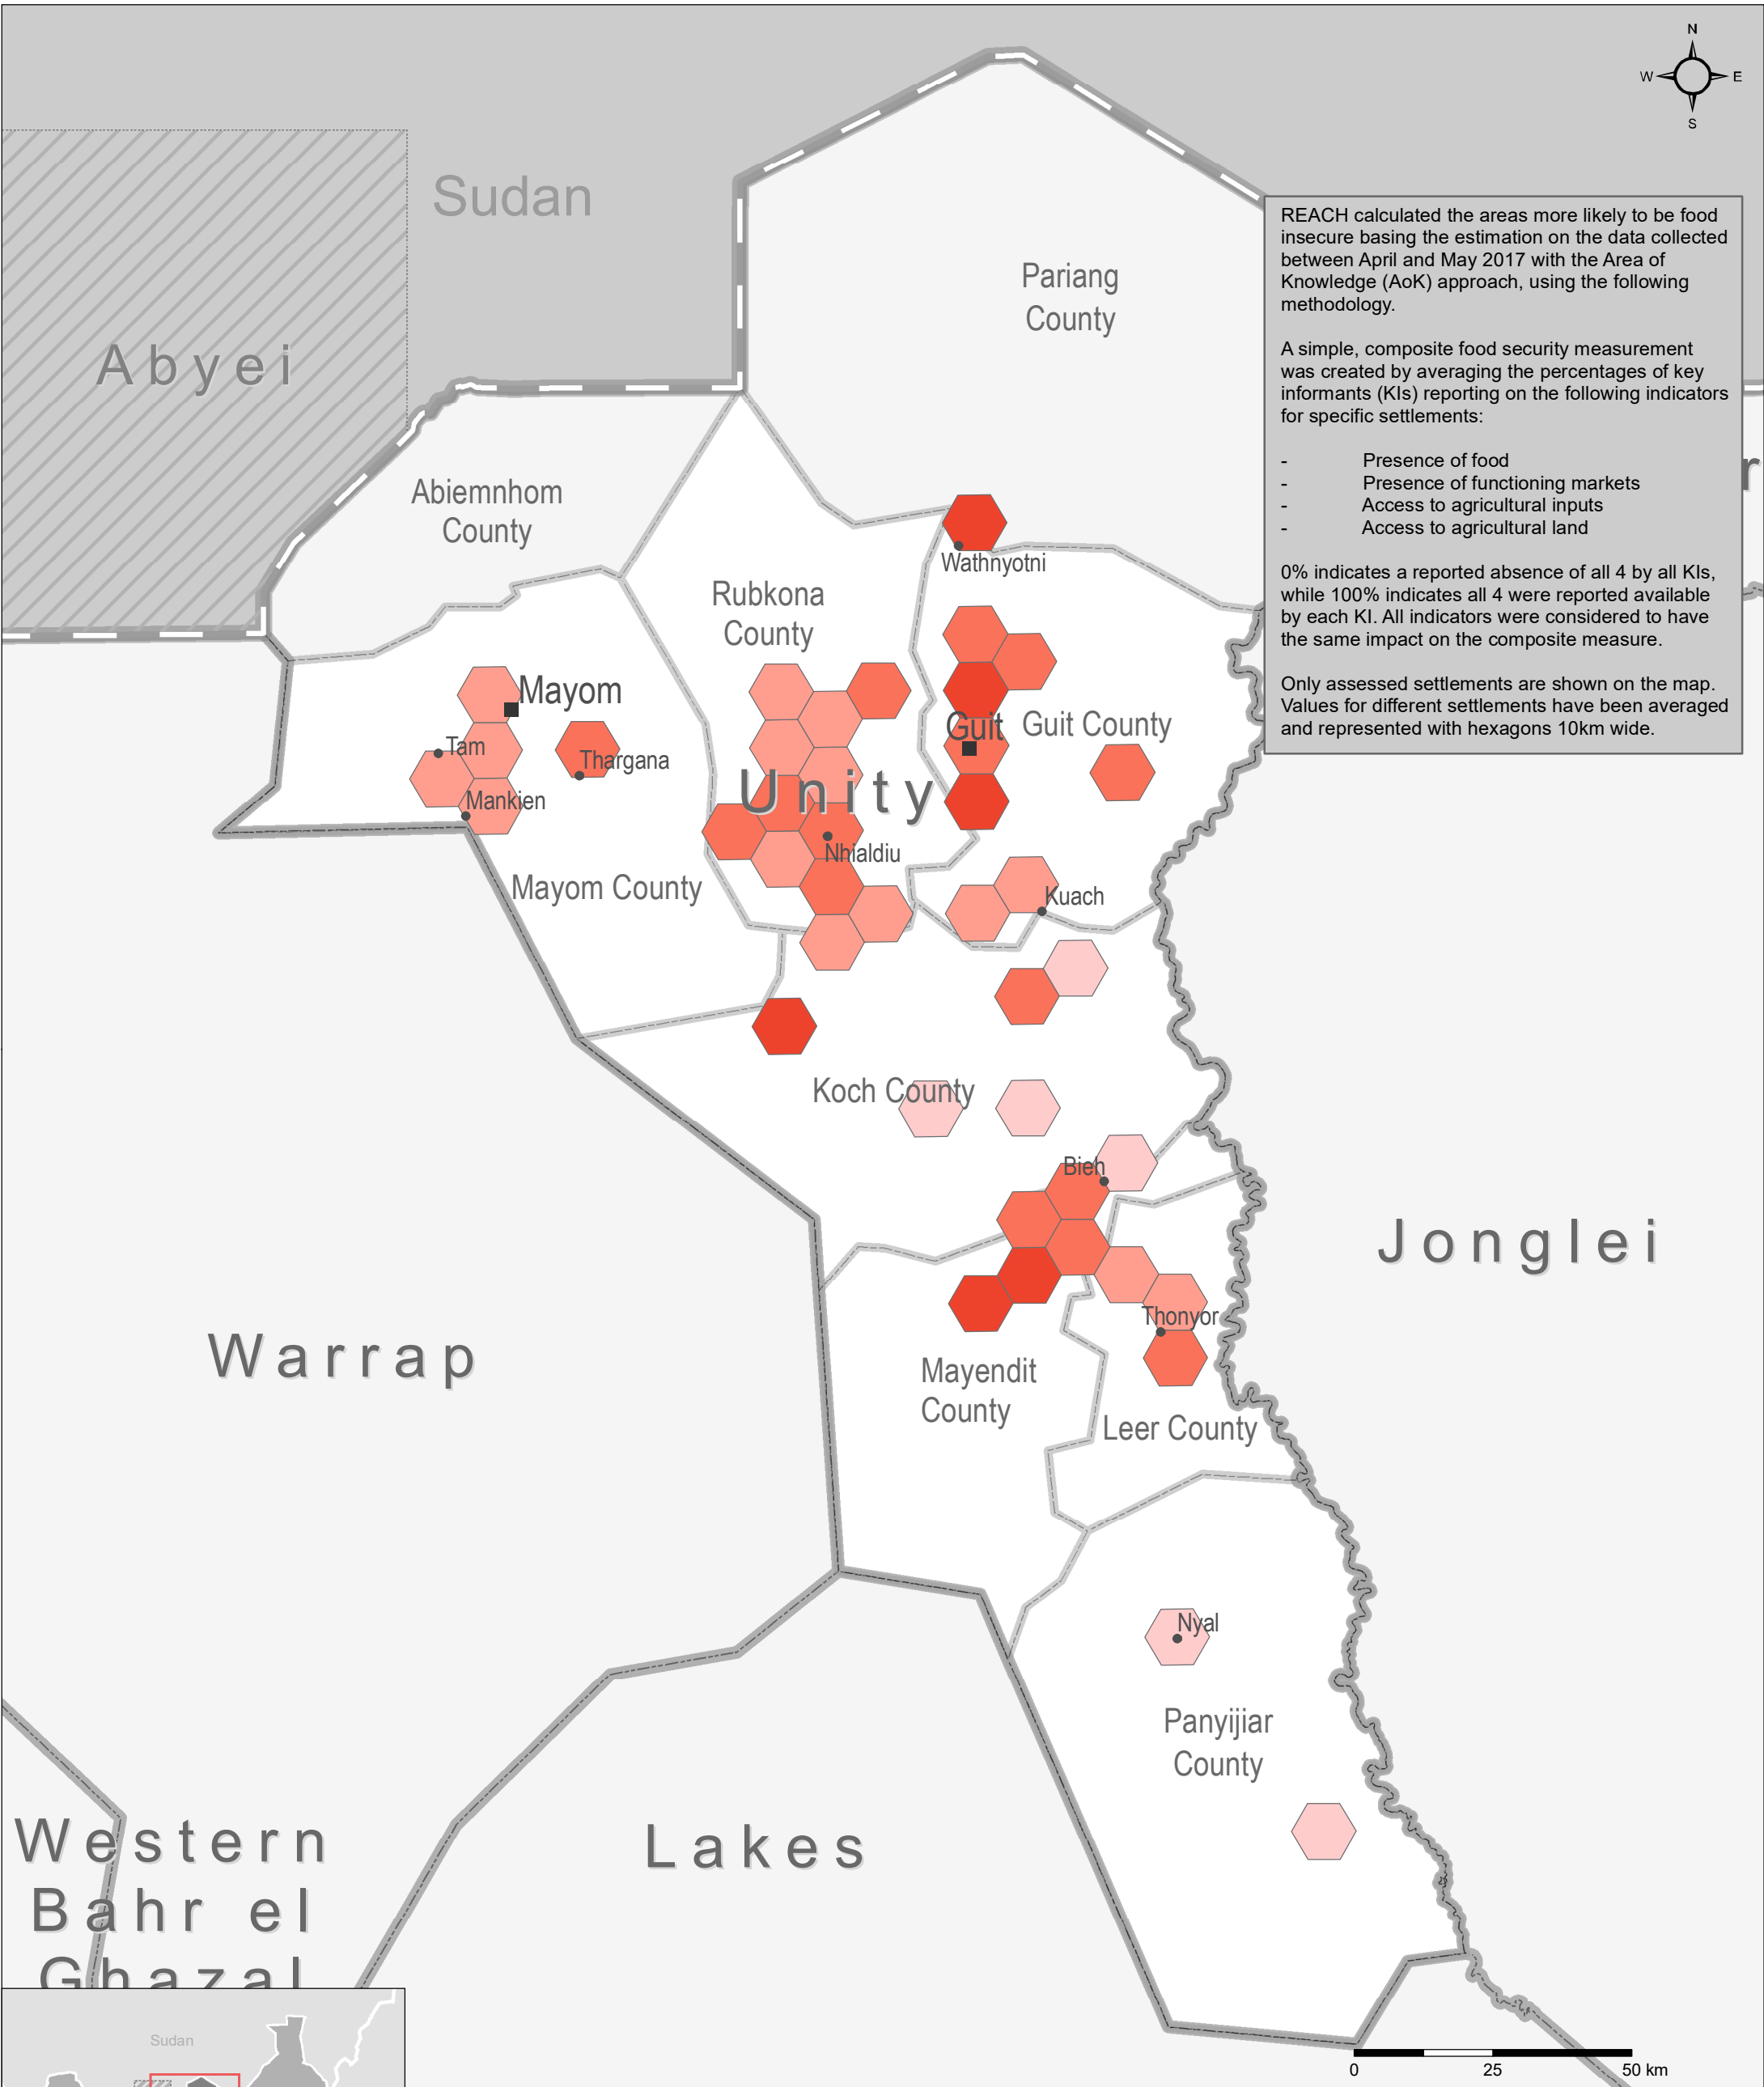 N
W E
S
Sudan
Abyei
Pariang
County
REACH calculated the areas more likely to be food
insecure basing the estimation on the data collected
between April and May 2017 with the Area of
Knowledge (AoK) approach, using the following
methodology.
A simple, composite food security measurement
was created by averaging the percentages of key
informants (KIs) reporting on the following indicators
for specific settlements:
- Presence of food
- Presence of functioning markets
- Access to agricultural inputs
- Access to agricultural land
0% indicates a reported absence of all 4 by all KIs,
while 100% indicates all 4 were reported available
by each KI. All indicators were considered to have
the same impact on the composite measure.
Only assessed settlements are shown on the map.
Values for different settlements have been averaged
and represented with hexagons 10km wide.
r
Abiemnhom
County
Wathnyotni
Rubkona
County
Mayom
Tam
Thargana
Mankien
Guit
Guit County
Unity
Nhialdiu
Mayom County
Kuach
Koch County
Bieh
Jonglei
Thonyor
Warrap
Mayendit
County
Leer County
Nyal
Panyijiar
County
Western
Bahr el
Ghazal
Lakes
Sudan
0 25 50 km